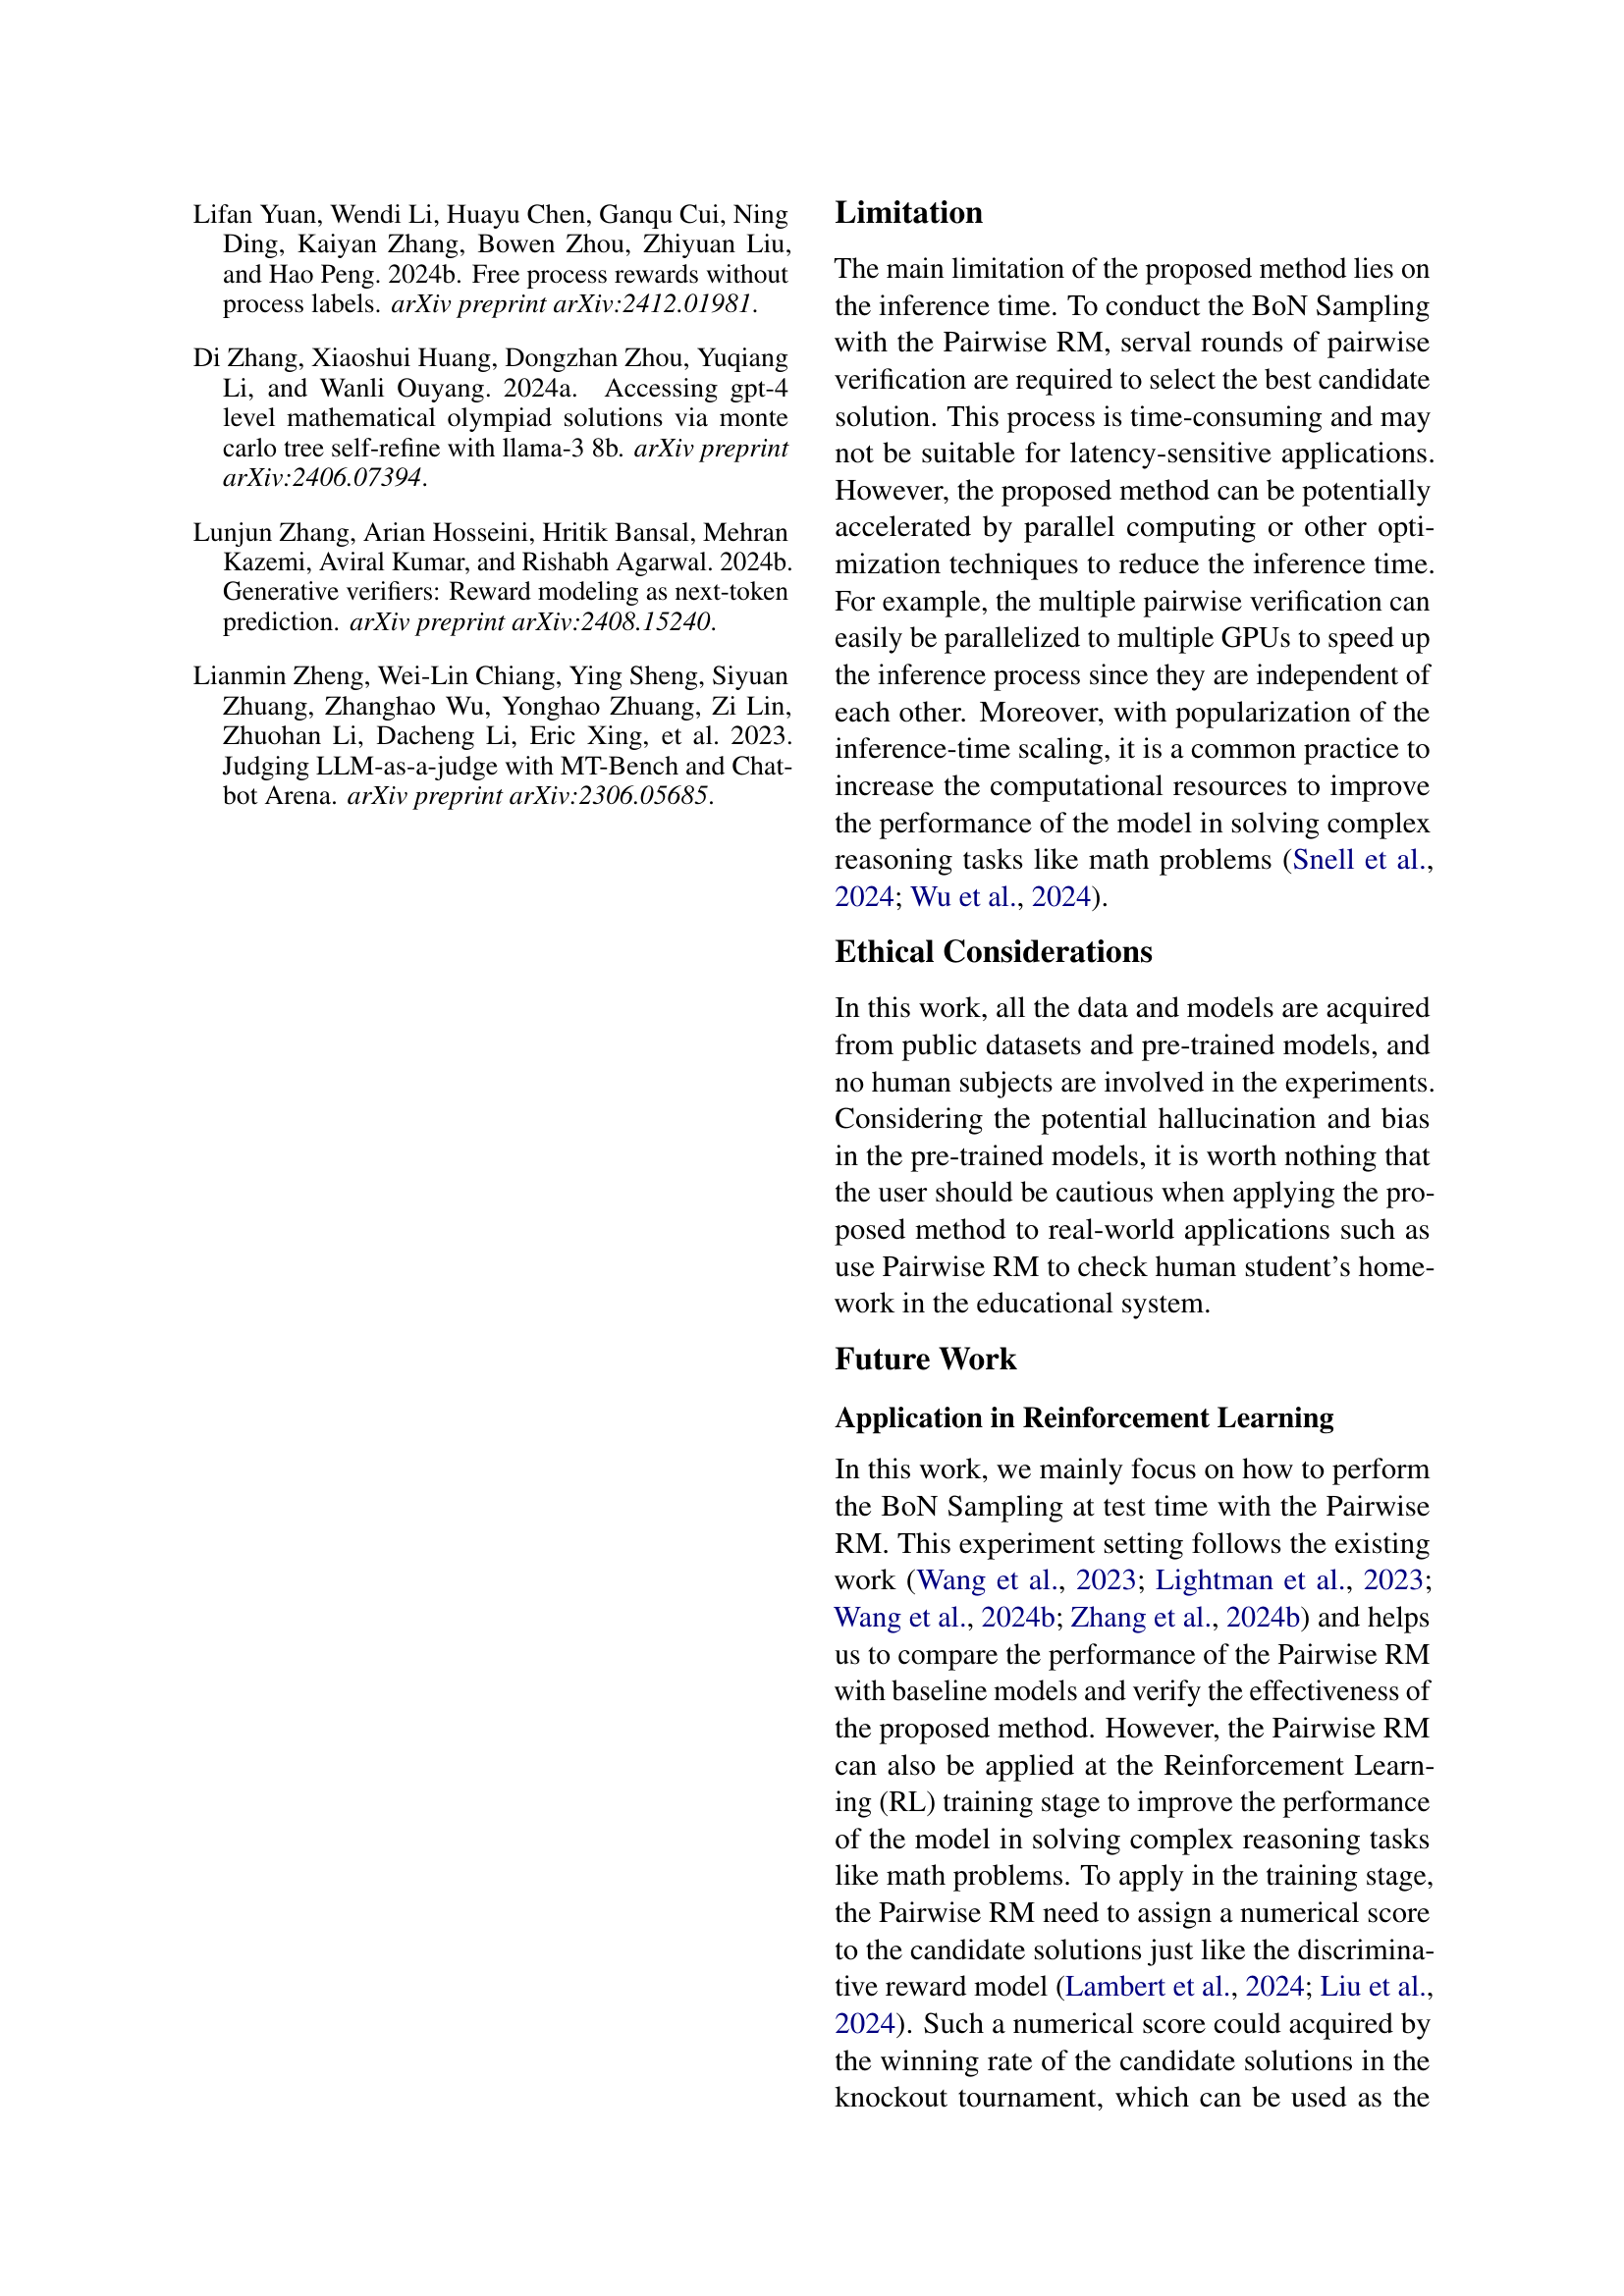 Lifan Yuan, Wendi Li, Huayu Chen, Ganqu Cui, Ning
Ding, Kaiyan Zhang, Bowen Zhou, Zhiyuan Liu,
and Hao Peng. 2024b. Free process rewards without
process labels. arXiv preprint arXiv:2412.01981.
Di Zhang, Xiaoshui Huang, Dongzhan Zhou, Yuqiang
Li, and Wanli Ouyang. 2024a. Accessing gpt-4
level mathematical olympiad solutions via monte
carlo tree self-refine with llama-3 8b. arXiv preprint
arXiv:2406.07394.
Lunjun Zhang, Arian Hosseini, Hritik Bansal, Mehran
Kazemi, Aviral Kumar, and Rishabh Agarwal. 2024b.
Generative verifiers: Reward modeling as next-token
prediction. arXiv preprint arXiv:2408.15240.
Lianmin Zheng, Wei-Lin Chiang, Ying Sheng, Siyuan
Zhuang, Zhanghao Wu, Yonghao Zhuang, Zi Lin,
Zhuohan Li, Dacheng Li, Eric Xing, et al. 2023.
Judging LLM-as-a-judge with MT-Bench and Chat-
bot Arena. arXiv preprint arXiv:2306.05685.
Limitation
The main limitation of the proposed method lies on
the inference time. To conduct the BoN Sampling
with the Pairwise RM, serval rounds of pairwise
verification are required to select the best candidate
solution. This process is time-consuming and may
not be suitable for latency-sensitive applications.
However, the proposed method can be potentially
accelerated by parallel computing or other opti-
mization techniques to reduce the inference time.
For example, the multiple pairwise verification can
easily be parallelized to multiple GPUs to speed up
the inference process since they are independent of
each other. Moreover, with popularization of the
inference-time scaling, it is a common practice to
increase the computational resources to improve
the performance of the model in solving complex
reasoning tasks like math problems (Snell et al.,
2024; Wu et al., 2024).
Ethical Considerations
In this work, all the data and models are acquired
from public datasets and pre-trained models, and
no human subjects are involved in the experiments.
Considering the potential hallucination and bias
in the pre-trained models, it is worth nothing that
the user should be cautious when applying the pro-
posed method to real-world applications such as
use Pairwise RM to check human student's home-
work in the educational system.
Future Work
Application in Reinforcement Learning
In this work, we mainly focus on how to perform
the BoN Sampling at test time with the Pairwise
RM. This experiment setting follows the existing
work (Wang et al., 2023; Lightman et al., 2023;
Wang et al., 2024b; Zhang et al., 2024b) and helps
us to compare the performance of the Pairwise RM
with baseline models and verify the effectiveness of
the proposed method. However, the Pairwise RM
can also be applied at the Reinforcement Learn-
ing (RL) training stage to improve the performance
of the model in solving complex reasoning tasks
like math problems. To apply in the training stage,
the Pairwise RM need to assign a numerical score
to the candidate solutions just like the discrimina-
tive reward model (Lambert et al., 2024; Liu et al.,
2024). Such a numerical score could acquired by
the winning rate of the candidate solutions in the
knockout tournament, which can be used as the